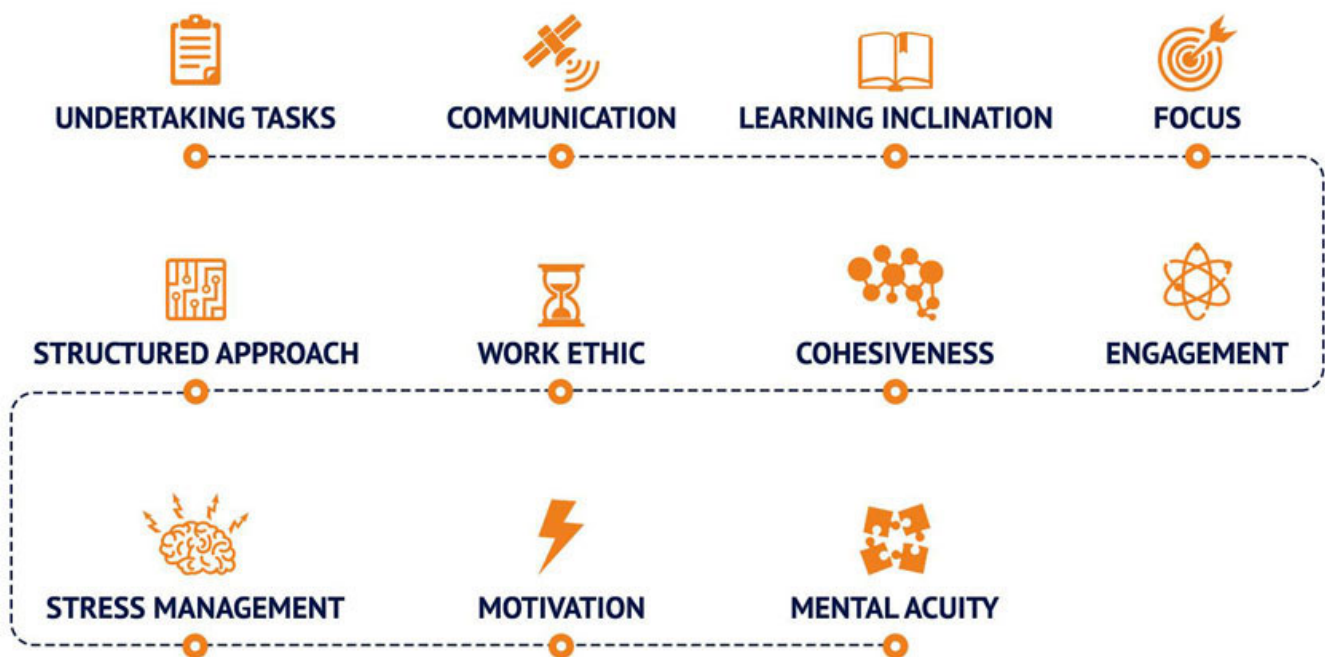 UNDERTAKING TASKS
COMMUNICATION
LEARNING INCLINATION
FOCUS
STRUCTURED APPROACH
WORK ETHIC
COHESIVENESS
ENGAGEMENT
STRESS MANAGEMENT
MOTIVATION
MENTAL ACUITY